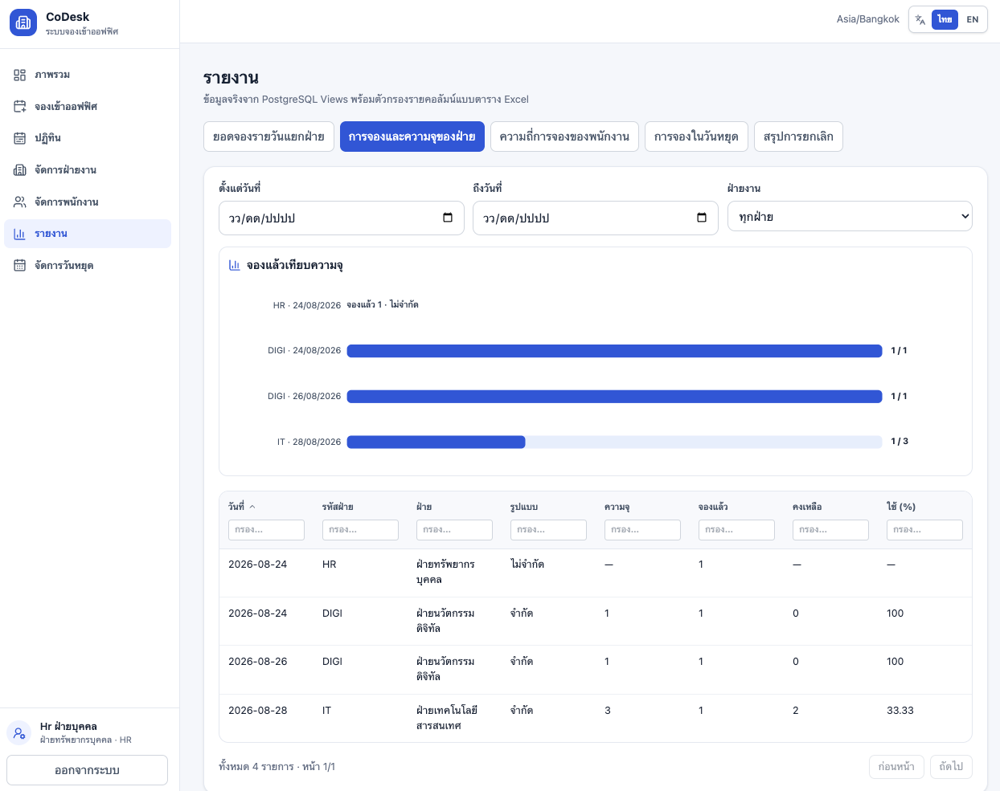 CoDesk
ระบบจองเข้าออฟฟิศ
Asia/Bangkok
ไทย
EN
ภาพรวม
จองเข้าออฟฟิศ
ปฏิทิน
จัดการฝ่ายงาน
จัดการพนักงาน
รายงาน
จัดการวันหยุด
รายงาน
ข้อมูลจริงจาก PostgreSQL Views พร้อมตัวกรองรายคอลัมน์แบบตาราง Excel
ยอดจองรายวันแยกฝ่าย
การจองและความจุของฝ่าย
ความถี่การจองของพนักงาน
การจองในวันหยุด
สรุปการยกเลิก
ตั้งแต่วันที่
ถึงวันที่
ฝ่ายงาน
วว/ดด/ปปปป
วว/ดด/ปปปป
ทุกฝ่าย
จองแล้วเทียบความจุ
HR · 24/08/2026 จองแล้ว 1 · ไม่จำกัด
DIGI · 24/08/2026 1 / 1
DIGI · 26/08/2026 1 / 1
IT · 28/08/2026 1 / 3
วันที่ รหัสฝ่าย ฝ่าย รูปแบบ ความจุ จองแล้ว คงเหลือ ใช้ (%)
กรอง... กรอง... กรอง... กรอง... กรอง... กรอง... กรอง... กรอง...
2026-08-24 HR ฝ่ายทรัพยากร ไม่จำกัด — 1 — —
บุคคล
2026-08-24 DIGI ฝ่ายนวัตกรรม จำกัด 1 1 0 100
ดิจิทัล
2026-08-26 DIGI ฝ่ายนวัตกรรม จำกัด 1 1 0 100
ดิจิทัล
2026-08-28 IT ฝ่ายเทคโนโลยี จำกัด 3 1 2 33.33
สารสนเทศ
ทั้งหมด 4 รายการ · หน้า 1/1
ก่อนหน้า
ถัดไป
Hr ฝ่ายบุคคล
ฝ่ายทรัพยากรบุคคล · HR
ออกจากระบบ